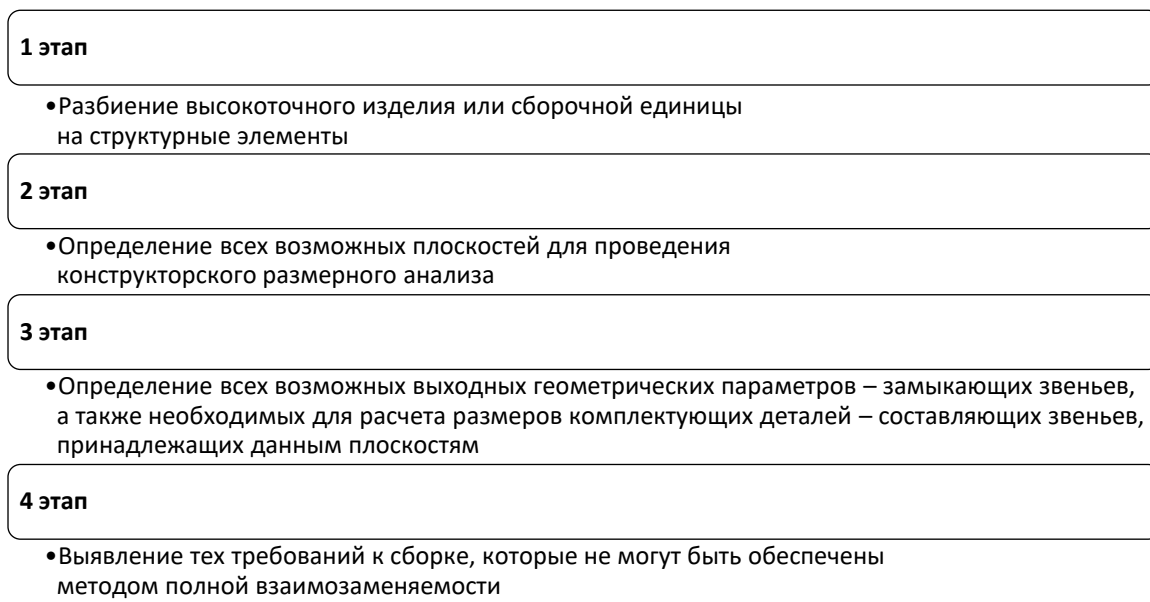 1 этап
•Разбиение высокоточного изделия или сборочной единицы
на структурные элементы
2 этап
•Определение всех возможных плоскостей для проведения
конструкторского размерного анализа
3 этап
•Определение всех возможных выходных геометрических параметров – замыкающих звеньев,
а также необходимых для расчета размеров комплектующих деталей – составляющих звеньев,
принадлежащих данным плоскостям
4 этап
•Выявление тех требований к сборке, которые не могут быть обеспечены
методом полной взаимозаменяемости